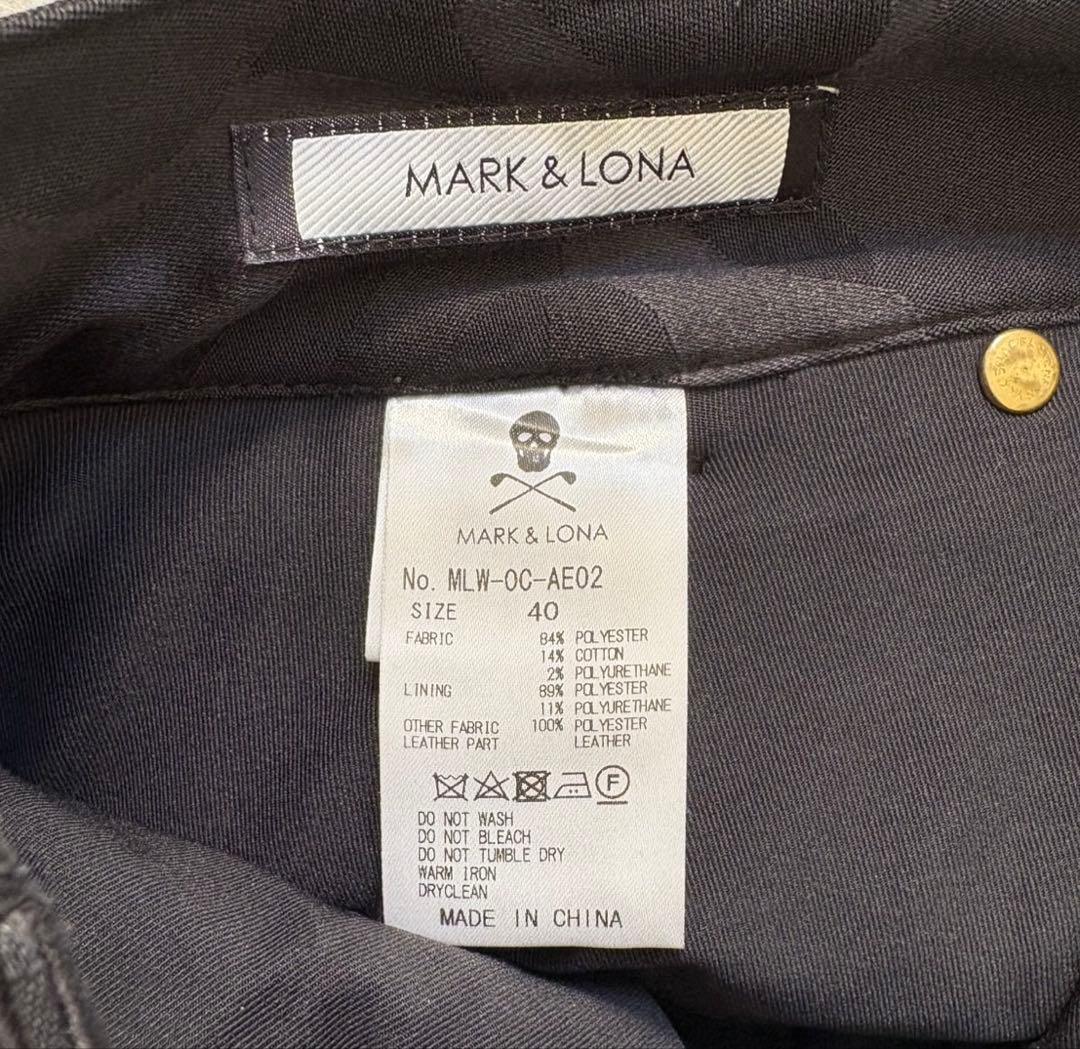 MARK & LONA
MARK & LONA
No. MLW-OC-AE02
SIZE 40
FABRIC 84% POLYESTER
14% COTTON
2% POLYURETHANE
LINING 89% POLYESTER
11% POLYURETHANE
OTHER FABRIC 100% POLYESTER
LEATHER PART LEATHER
F
DO NOT WASH
DO NOT BLEACH
DO NOT TUMBLE DRY
WARM IRON
DRYCLEAN
MADE IN CHINA